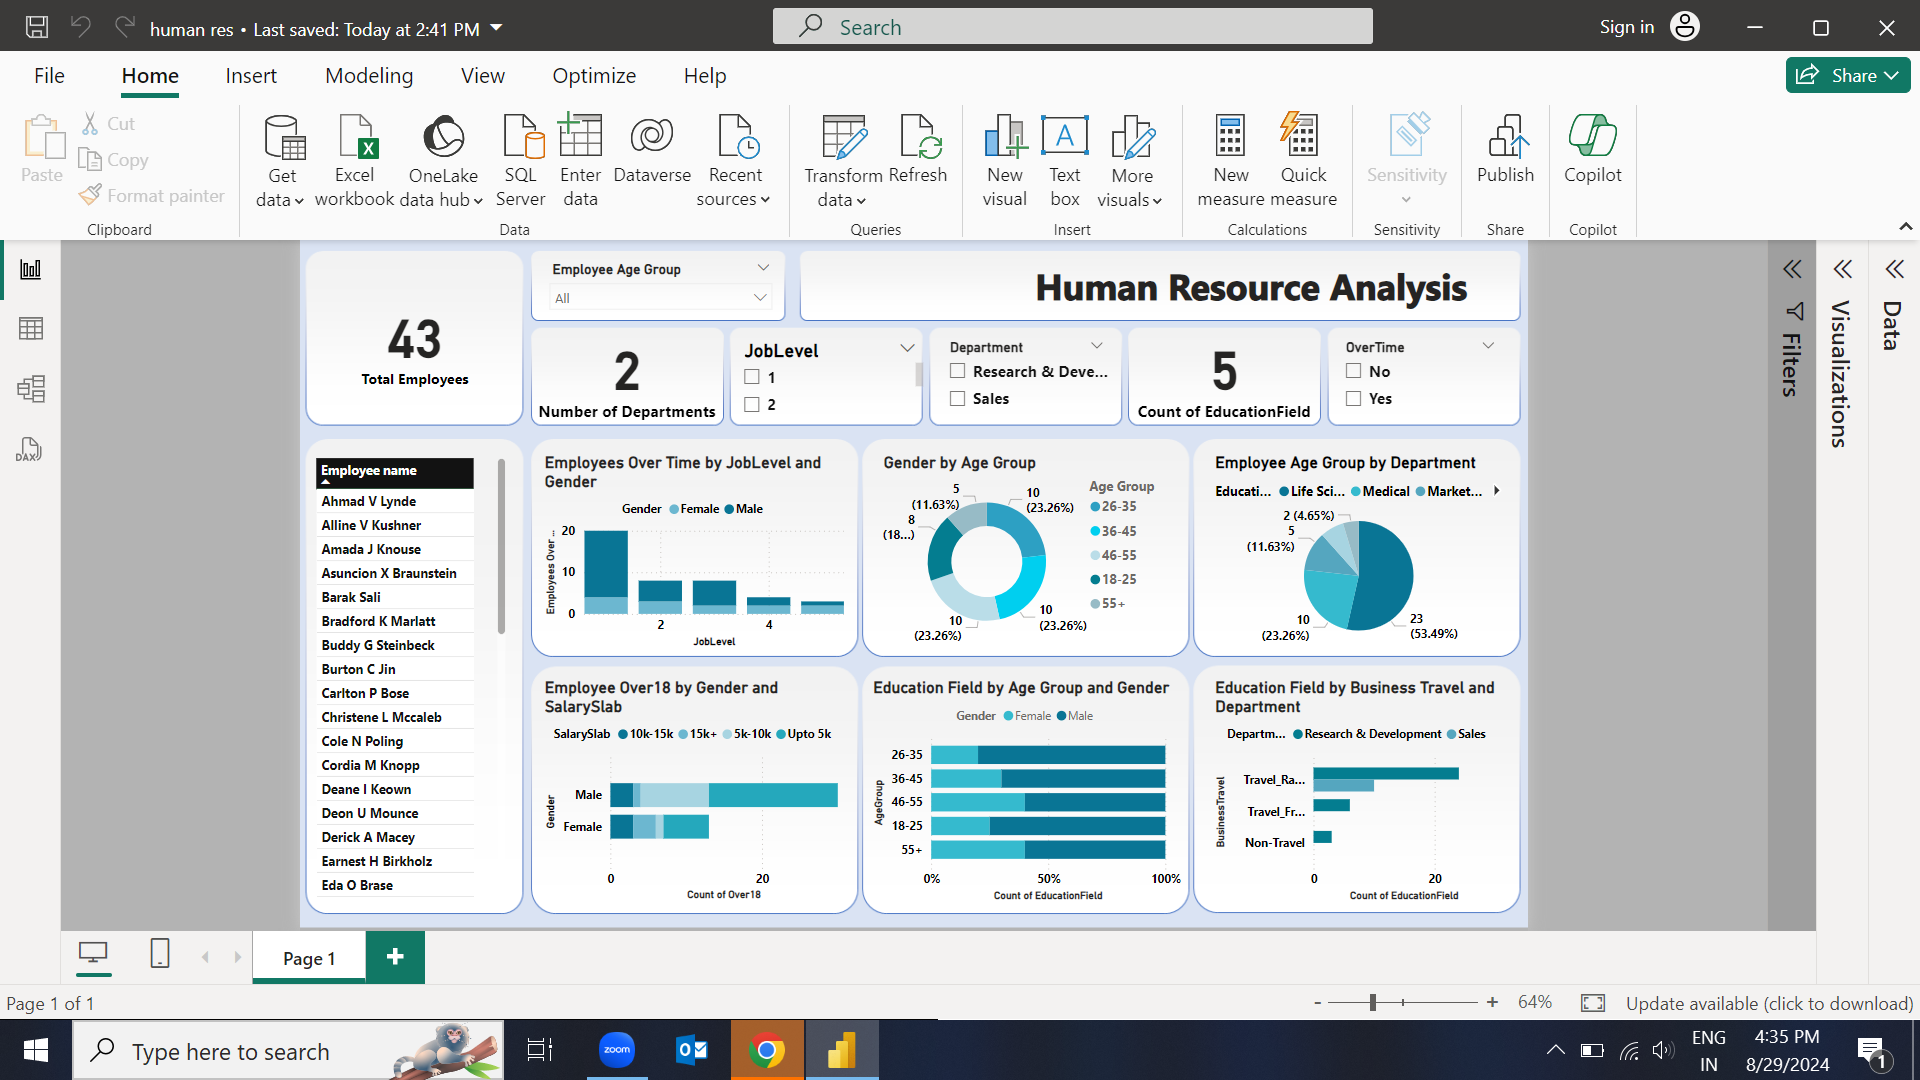 human res • Last saved: Today at 2:41 PM
Search
Sign in
File
Home
Insert
Modeling
View
Optimize
Help
Share
Paste
Cut
Copy
Format painter
Clipboard
Get data
Excel workbook
OneLake data hub
SQL Server
Enter data
Dataverse
Recent sources
Data
Transform data
Refresh
Queries
New visual
Text box
More visuals
Insert
New measure
Quick measure
Calculations
Sensitivity
Sensitivity
Publish
Share
Copilot
Copilot
DAX
43
Total Employees
Employee Age Group
All
Human Resource Analysis
2
Number of Departments
JobLevel
1
2
Department
Research & Deve...
Sales
5
Count of EducationField
OverTime
No
Yes
Filters
Visualizations
Data
Employee name
Ahmad V Lynde
Alline V Kushner
Amada J Knouse
Asuncion X Braunstein
Barak Sali
Bradford K Marlatt
Buddy G Steinbeck
Burton C Jin
Carlton P Bose
Christene L Mccaleb
Cole N Poling
Cordia M Knopp
Deane I Keown
Deon U Mounce
Derick A Macey
Earnest H Birkholz
Eda O Brase
Employees Over Time by JobLevel and
Gender
Gender Female Male
Employees Over ...
20
10
0
2
4
JobLevel
Gender by Age Group
5
(11.63%)
10
(23.26%)
8
(18...)
10
(23.26%)
10
(23.26%)
Age Group
26-35
36-45
46-55
18-25
55+
Employee Age Group by Department
Educati... Life Sci... Medical Market...
2 (4.65%)
5
(11.63%)
10
(23.26%)
23
(53.49%)
Employee Over18 by Gender and
SalarySlab
SalarySlab 10k-15k 15k+ 5k-10k Upto 5k
Gender
Male
Female
0
20
Count of Over18
Education Field by Age Group and Gender
Gender Female Male
AgeGroup
26-35
36-45
46-55
18-25
55+
0%
50%
100%
Count of EducationField
Education Field by Business Travel and
Department
Departm... Research & Development Sales
BusinessTravel
Travel_Ra...
Travel_Fr...
Non-Travel
0
20
Count of EducationField
Page 1
+
Page 1 of 1
- + 64%
Update available (click to download)
Type here to search
zoom
ENG
IN
4:35 PM
8/29/2024
1